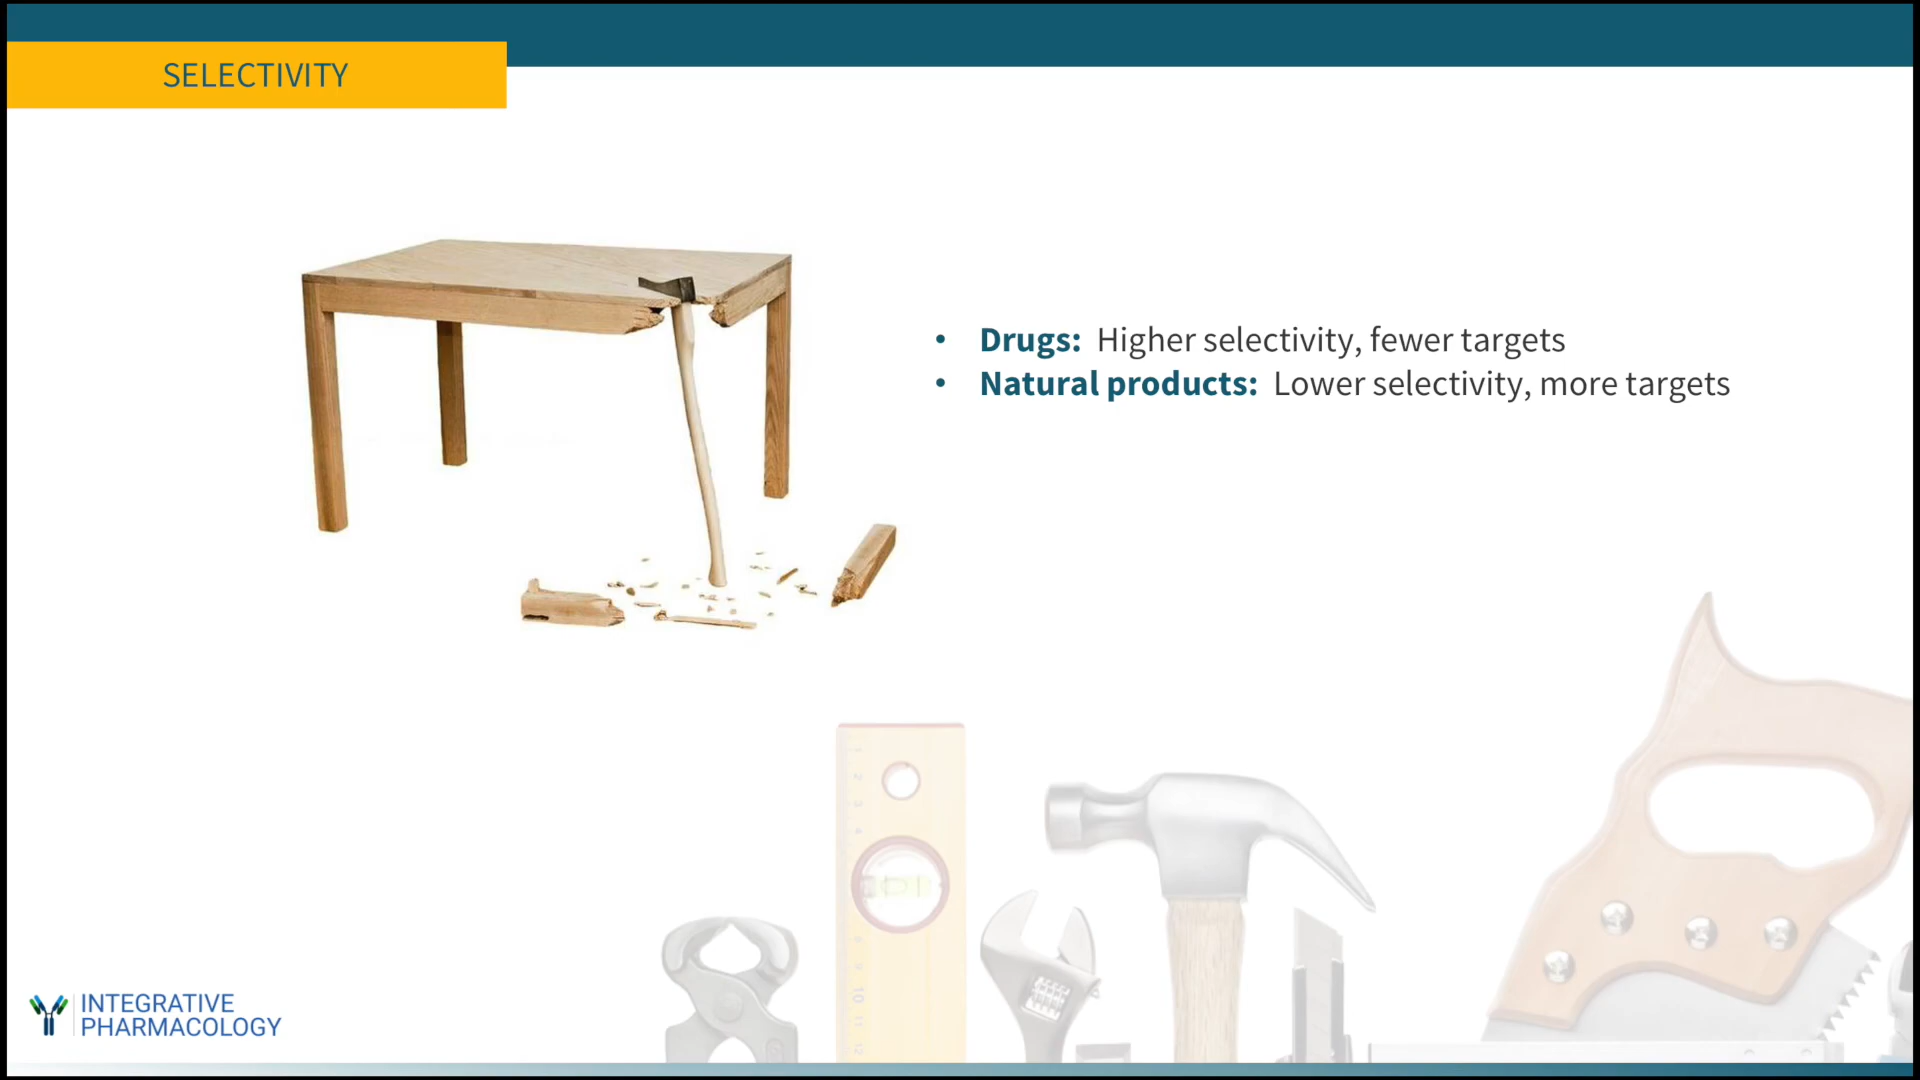 SELECTIVITY
• Drugs: Higher selectivity, fewer targets
• Natural products: Lower selectivity, more targets
INTEGRATIVE
PHARMACOLOGY